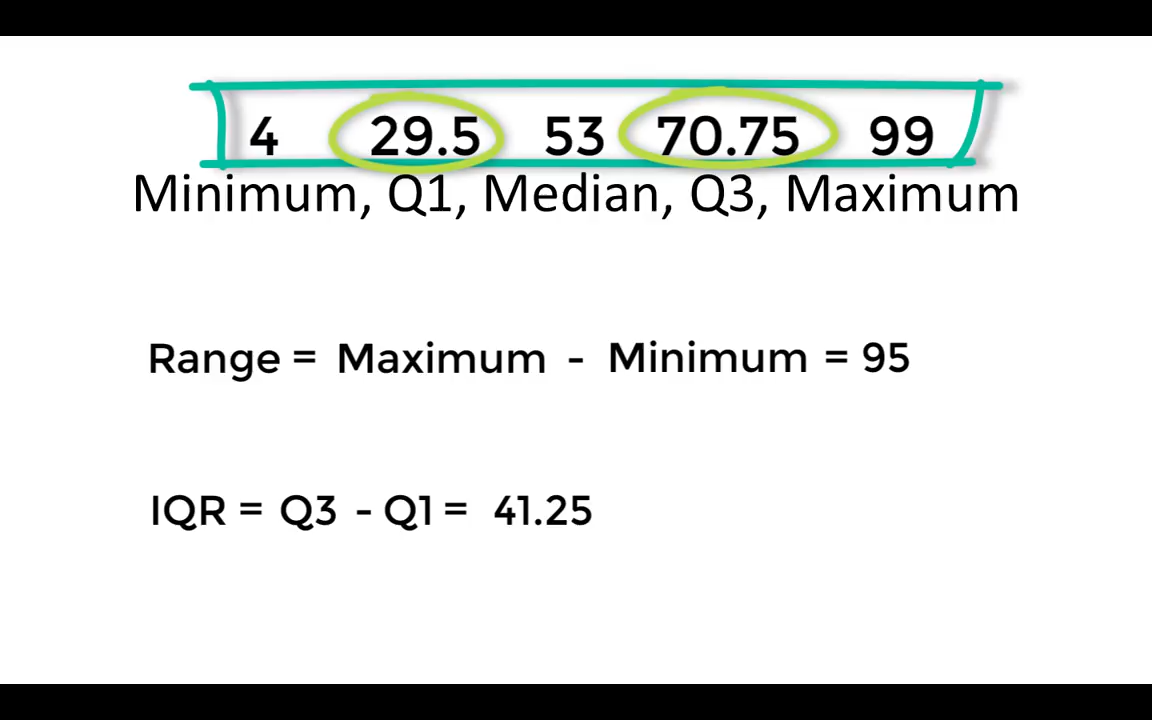 4 29.5 53 70.75 99
Minimum, Q1, Median, Q3, Maximum
Range = Maximum - Minimum = 95
IQR = Q3 - Q1 = 41.25